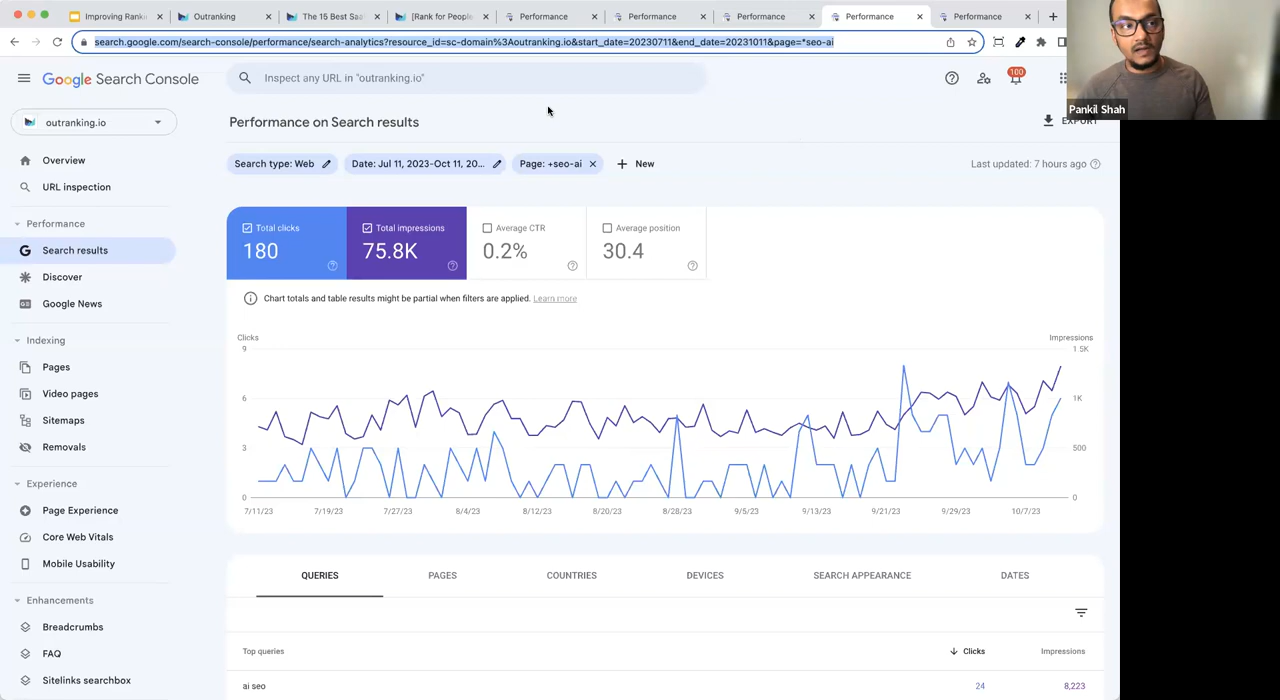 Improving Ranki
Outranking
The 15 Best Saa
[Rank for People
Performance
Performance
Performance
Performance
Performance
search.google.com/search-console/performance/search-analytics?resource_id=sc-domain%3Aoutranking.io&start_date=20230711&end_date=20231011&page=*seo-ai
Google Search Console
Inspect any URL in "outranking.io"
100
Pankil Shah
outranking.io
Performance on Search results
EXPORT
Search type: Web
Date: Jul 11, 2023-Oct 11, 20...
Page: +seo-ai
New
Last updated: 7 hours ago
Overview
URL inspection
Performance
Search results
Discover
Google News
Indexing
Pages
Video pages
Sitemaps
Removals
Experience
Page Experience
Core Web Vitals
Mobile Usability
Enhancements
Breadcrumbs
FAQ
Sitelinks searchbox
Total clicks
180
Total impressions
75.8K
Average CTR
0.2%
Average position
30.4
Chart totals and table results might be partial when filters are applied. Learn more
Clicks
Impressions
9
1.5K
6
1K
3
500
0
0
7/11/23
7/19/23
7/27/23
8/4/23
8/12/23
8/20/23
8/28/23
9/5/23
9/13/23
9/21/23
9/29/23
10/7/23
QUERIES
PAGES
COUNTRIES
DEVICES
SEARCH APPEARANCE
DATES
Top queries
Clicks
Impressions
ai seo
24
8,223